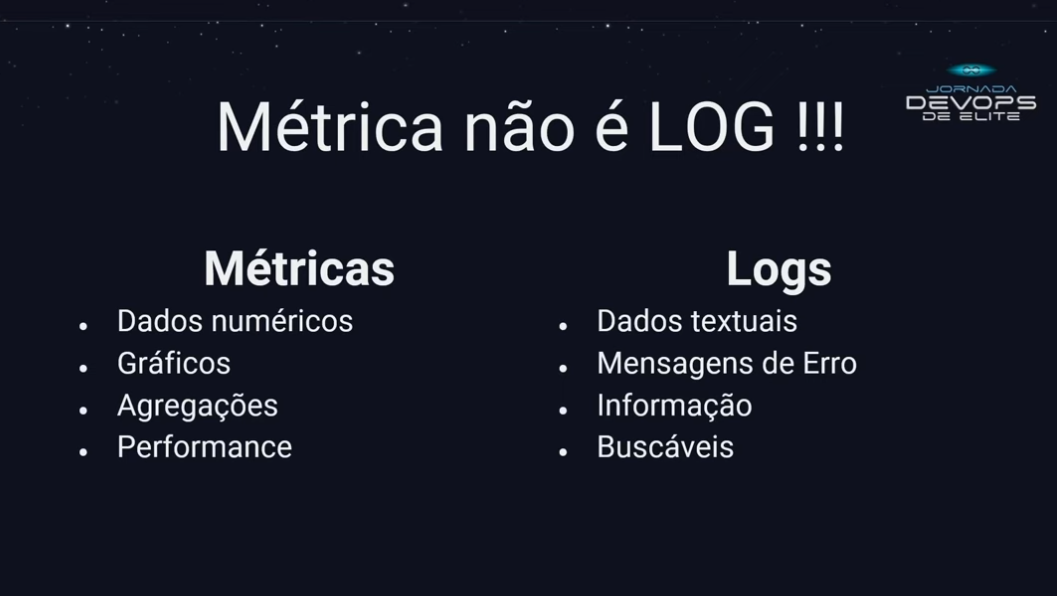 JORNADA
DEVOPS
DE ELITE
Métrica não é LOG !!!
Métricas
• Dados numéricos
• Gráficos
• Agregações
• Performance
Logs
• Dados textuais
• Mensagens de Erro
• Informação
• Buscáveis